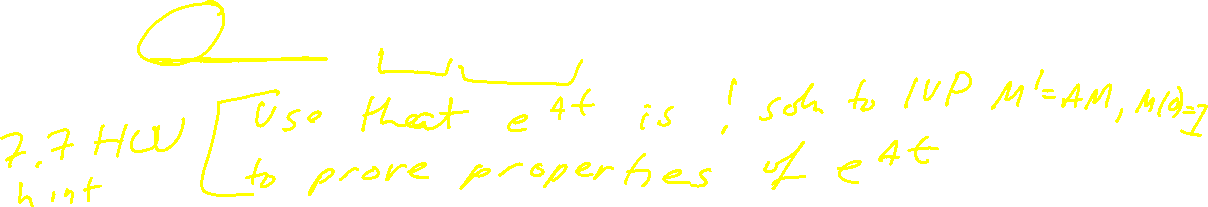 7.7 HW Use that e^{At} is ! soln to IVP M'=AM, M(0)=I
hint to prove properties of e^{At}